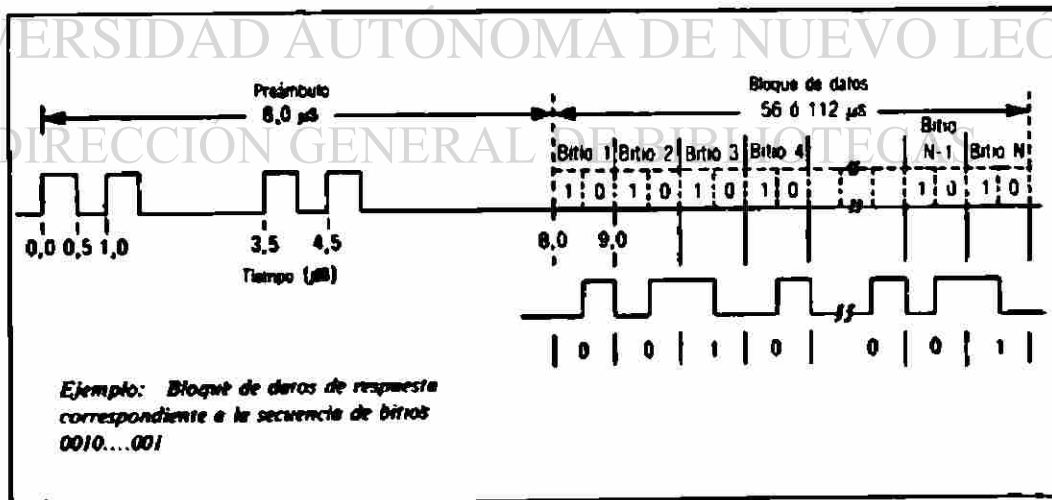 VERSIDAD AUTÓNOMA DE NUEVO LEÓ
DIRECCIÓN GENERAL DE BIBLIOTECAS
Preámbulo
8,0 µs
Bloque de datos
56 ó 112 µs
Bitio 1 Bitio 2 Bitio 3 Bitio 4 Bitio N-1 Bitio N
1 0 1 0 1 0 1 0 1 0 1 0
0,0 0,5 1,0 3,5 4,5 8,0 9,0
Tiempo (µs)
0 0 1 0 0 0 1
Ejemplo: Bloque de datos de respuesta
correspondiente a la secuencia de bitios
0010....001